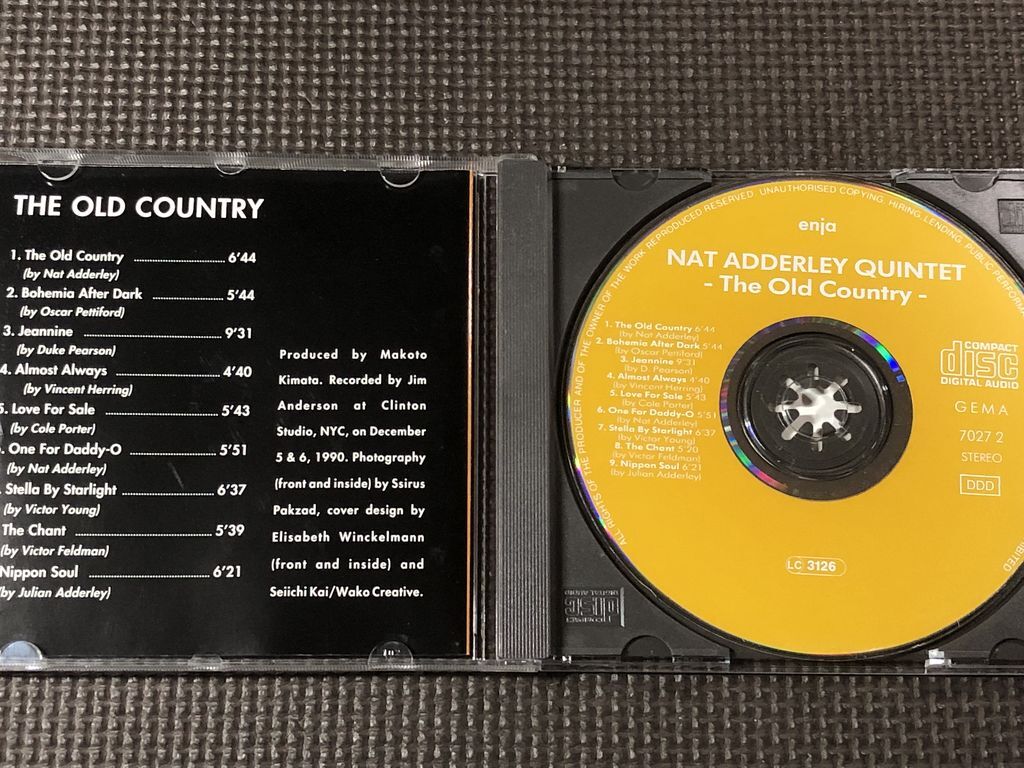 THE OLD COUNTRY
1. The Old Country 6'44
(by Nat Adderley)
2. Bohemia After Dark 5'44
(by Oscar Pettiford)
3. Jeannine 9'31
(by Duke Pearson)
4. Almost Always 4'40
(by Vincent Herring)
5. Love For Sale 5'43
(by Cole Porter)
. One For Daddy-O 5'51
(by Nat Adderley)
. Stella By Starlight 6'37
(by Victor Young)
The Chant 5'39
(by Victor Feldman)
Nippon Soul 6'21
(by Julian Adderley)
Produced by Makoto
Kimata. Recorded by Jim
Anderson at Clinton
Studio, NYC, on December
5 & 6, 1990. Photography
(front and inside) by Ssirus
Pakzad, cover design by
Elisabeth Winckelmann
(front and inside) and
Seiichi Kai/Wako Creative.
ALL RIGHTS OF THE PRODUCER AND OF THE OWNER OF THE WORK REPRODUCED RESERVED. UNAUTHORISED COPYING, HIRING, LENDING, PUBLIC PERFORM
IBITED
enja
NAT ADDERLEY QUINTET
- The Old Country -
1. The Old Country 6'44
(by Nat Adderley)
2. Bohemia After Dark 5'44
(by Oscar Pettiford)
3. Jeannine 9'31
(by D. Pearson)
4. Almost Always 4'40
(by Vincent Herring)
5. Love For Sale 5'43
(by Cole Porter)
6. One For Daddy-O 5'51
(by Nat Adderley)
7. Stella By Starlight 6'37
(by Victor Young)
8. The Chant 5'20
(by Victor Feldman)
9. Nippon Soul 6'21
(by Julian Adderley)
COMPACT
disc
DIGITAL AUDIO
GEMA
7027 2
STEREO
DDD
LC 3126
COMPACT
disc
DIGITAL AUDIO